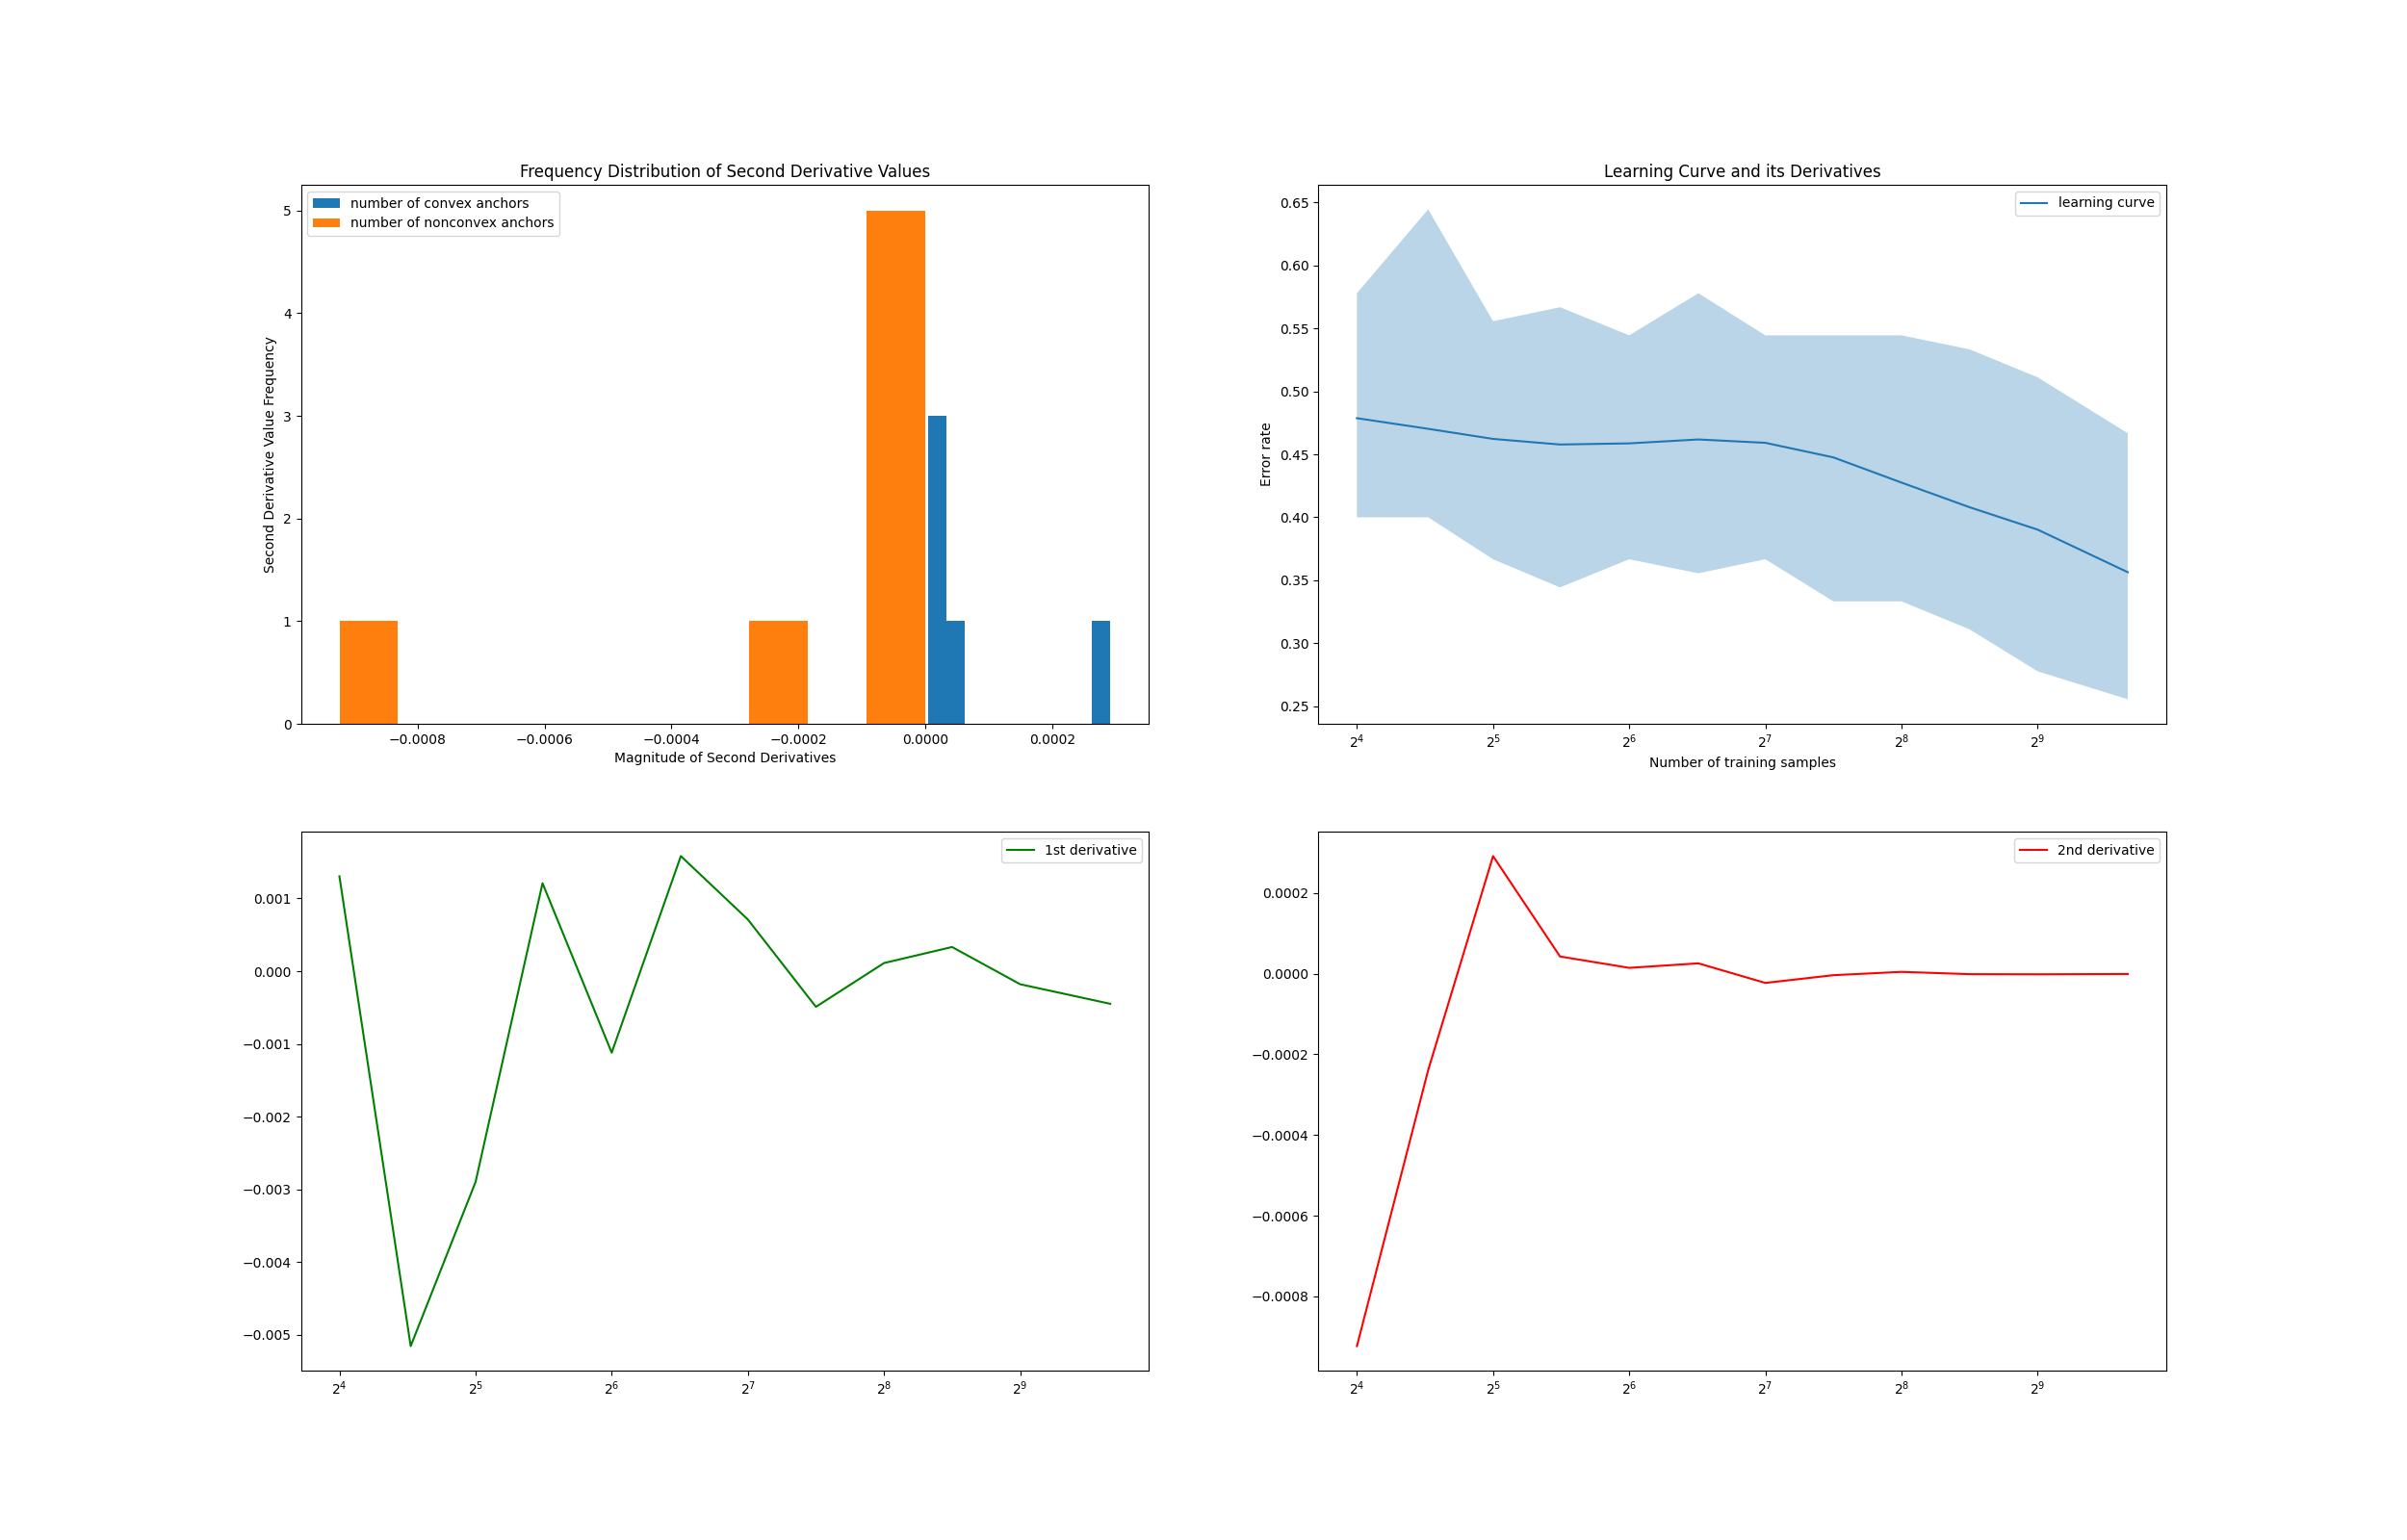 Frequency Distribution of Second Derivative Values
number of convex anchors
number of nonconvex anchors
5
4
3
2
1
0
Second Derivative Value Frequency
−0.0008 −0.0006 −0.0004 −0.0002 0.0000 0.0002
Magnitude of Second Derivatives
Learning Curve and its Derivatives
learning curve
0.65
0.60
0.55
0.50
0.45
0.40
0.35
0.30
0.25
Error rate
2⁴ 2⁵ 2⁶ 2⁷ 2⁸ 2⁹
Number of training samples
1st derivative
0.001
0.000
−0.001
−0.002
−0.003
−0.004
−0.005
2⁴ 2⁵ 2⁶ 2⁷ 2⁸ 2⁹
2nd derivative
0.0002
0.0000
−0.0002
−0.0004
−0.0006
−0.0008
2⁴ 2⁵ 2⁶ 2⁷ 2⁸ 2⁹